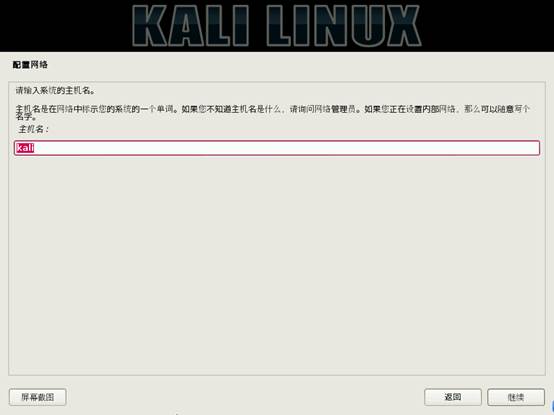 KALI LINUX
配置网络
请输入系统的主机名。
主机名是在网络中标示您的系统的一个单词。如果您不知道主机名是什么，请询问网络管理员。如果您正在设置内部网络，那么可以随意写个
名字。
主机名：
kali
屏幕截图
返回
继续